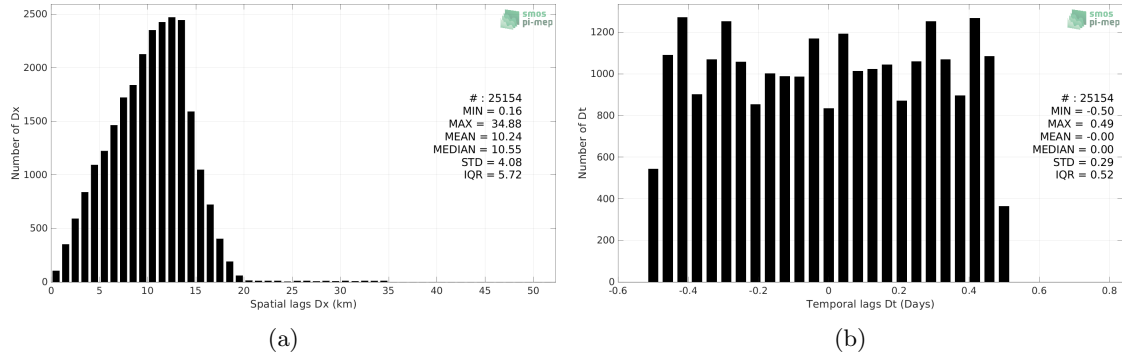 2500
2000
1500
1000
500
0
Number of Dx
smos
pi-mep
# : 25154
MIN = 0.16
MAX = 34.88
MEAN = 10.24
MEDIAN = 10.55
STD = 4.08
IQR = 5.72
0 5 10 15 20 25 30 35 40 45 50
Spatial lags Dx (km)
(a)
1200
1000
800
600
400
200
0
Number of Dt
smos
pi-mep
# : 25154
MIN = -0.50
MAX = 0.49
MEAN = -0.00
MEDIAN = 0.00
STD = 0.29
IQR = 0.52
-0.6 -0.4 -0.2 0 0.2 0.4 0.6 0.8
Temporal lags Dt (Days)
(b)